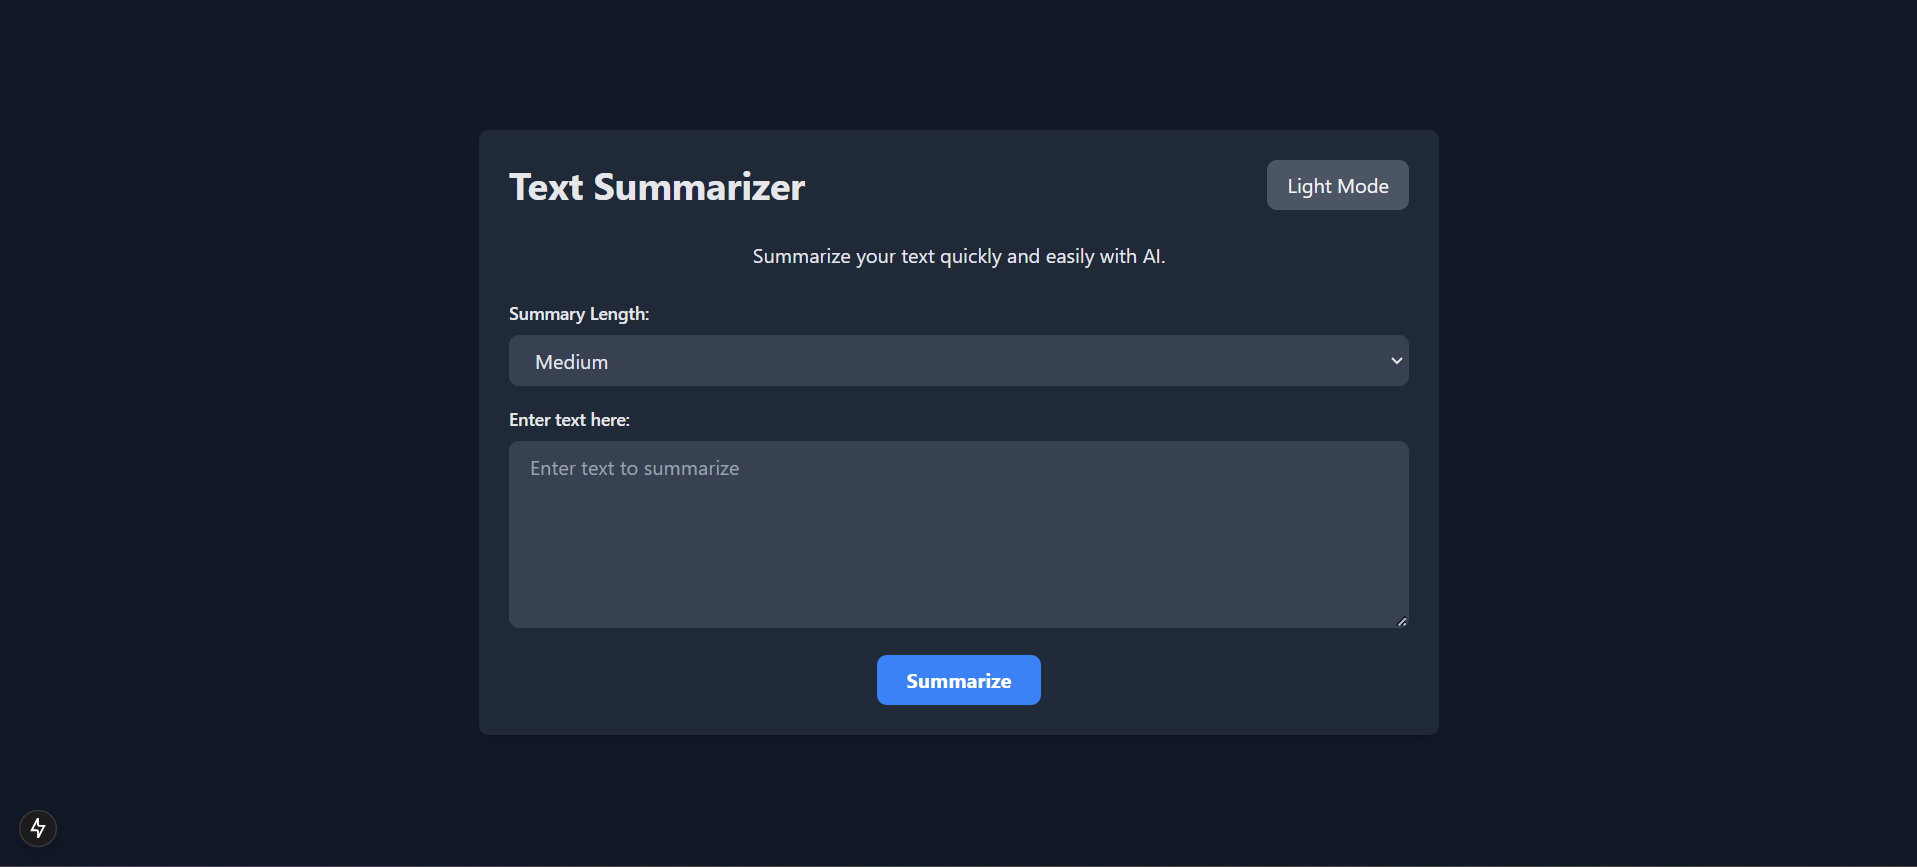 Text Summarizer
Light Mode
Summarize your text quickly and easily with AI.
Summary Length:
Medium
Enter text here:
Enter text to summarize
Summarize